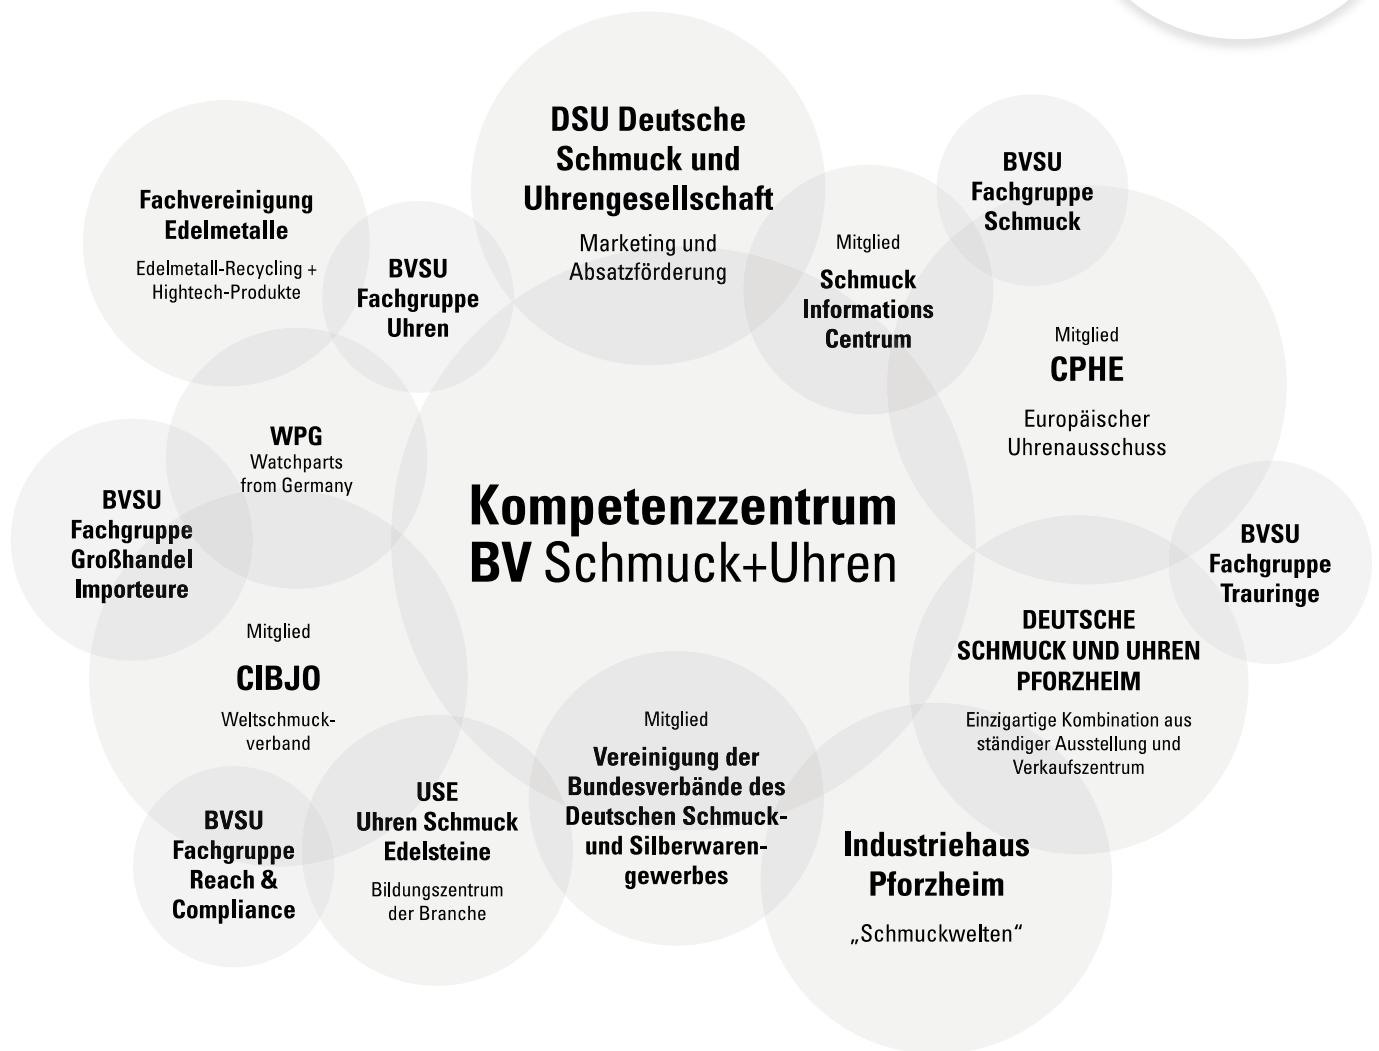 DSU Deutsche
Schmuck und
Uhrengesellschaft
Marketing und
Absatzförderung
BVSU
Fachgruppe
Schmuck
Fachvereinigung
Edelmetalle
Edelmetall-Recycling +
Hightech-Produkte
BVSU
Fachgruppe
Uhren
Mitglied
Schmuck
Informations
Centrum
Mitglied
CPHE
Europäischer
Uhrenausschuss
WPG
Watchparts
from Germany
BVSU
Fachgruppe
Großhandel
Importeure
Kompetenzzentrum
BV Schmuck+Uhren
BVSU
Fachgruppe
Trauringe
Mitglied
CIBJO
Weltschmuck-
verband
DEUTSCHE
SCHMUCK UND UHREN
PFORZHEIM
Einzigartige Kombination aus
ständiger Ausstellung und
Verkaufszentrum
BVSU
Fachgruppe
Reach &
Compliance
USE
Uhren Schmuck
Edelsteine
Bildungszentrum
der Branche
Mitglied
Vereinigung der
Bundesverbände des
Deutschen Schmuck-
und Silberwaren-
gewerbes
Industriehaus
Pforzheim
„Schmuckwelten“